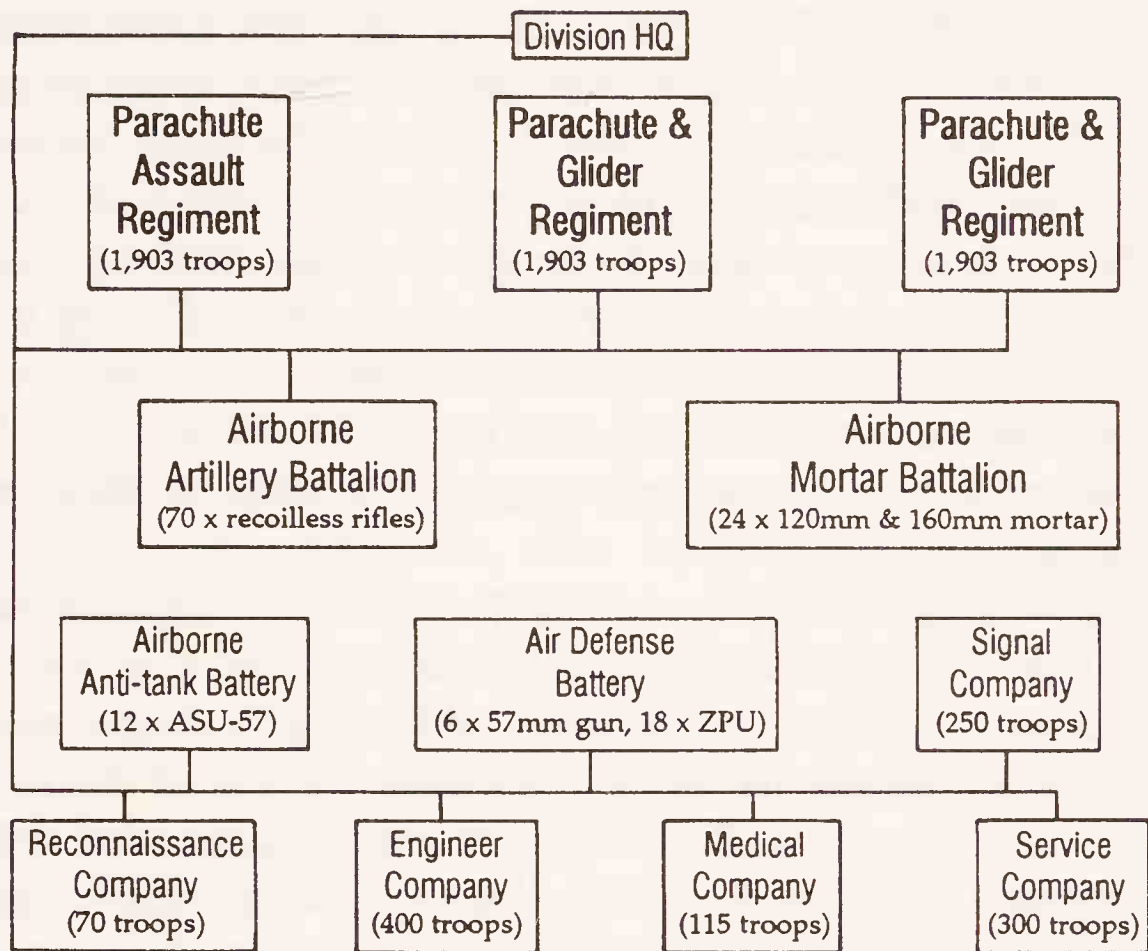 Division HQ
Parachute
Assault
Regiment
(1,903 troops)
Parachute &
Glider
Regiment
(1,903 troops)
Parachute &
Glider
Regiment
(1,903 troops)
Airborne
Artillery Battalion
(70 x recoilless rifles)
Airborne
Mortar Battalion
(24 x 120mm & 160mm mortar)
Airborne
Anti-tank Battery
(12 x ASU-57)
Air Defense
Battery
(6 x 57mm gun, 18 x ZPU)
Signal
Company
(250 troops)
Reconnaissance
Company
(70 troops)
Engineer
Company
(400 troops)
Medical
Company
(115 troops)
Service
Company
(300 troops)